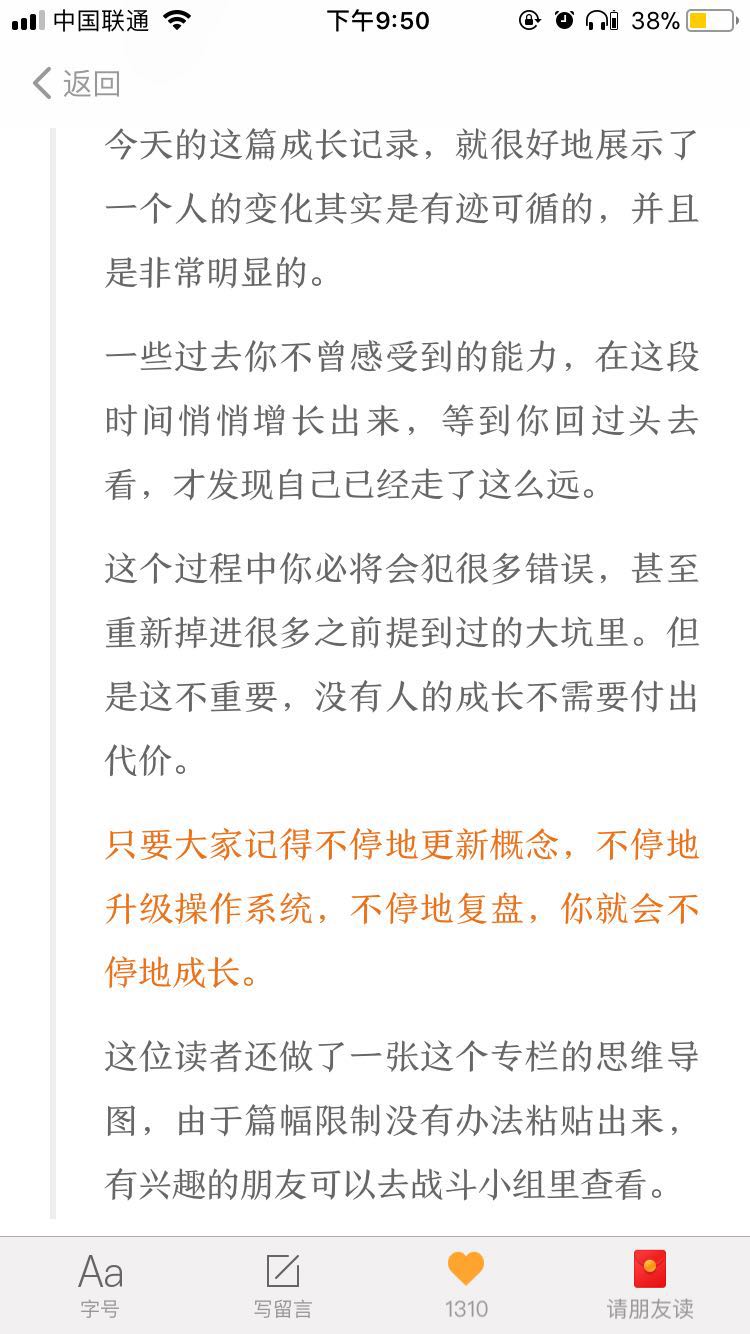 中国联通 下午9:50 38%
返回
今天的这篇成长记录，就很好地展示了
一个人的变化其实是有迹可循的，并且
是非常明显的。
一些过去你不曾感受到的能力，在这段
时间悄悄增长出来，等到你回过头去
看，才发现自己已经走了这么远。
这个过程中你必将会犯很多错误，甚至
重新掉进很多之前提到过的大坑里。但
是这不重要，没有人的成长不需要付出
代价。
只要大家记得不停地更新概念，不停地
升级操作系统，不停地复盘，你就会不
停地成长。
这位读者还做了一张这个专栏的思维导
图，由于篇幅限制没有办法粘贴出来，
有兴趣的朋友可以去战斗小组里查看。
Aa
字号 写留言 1310 请朋友读